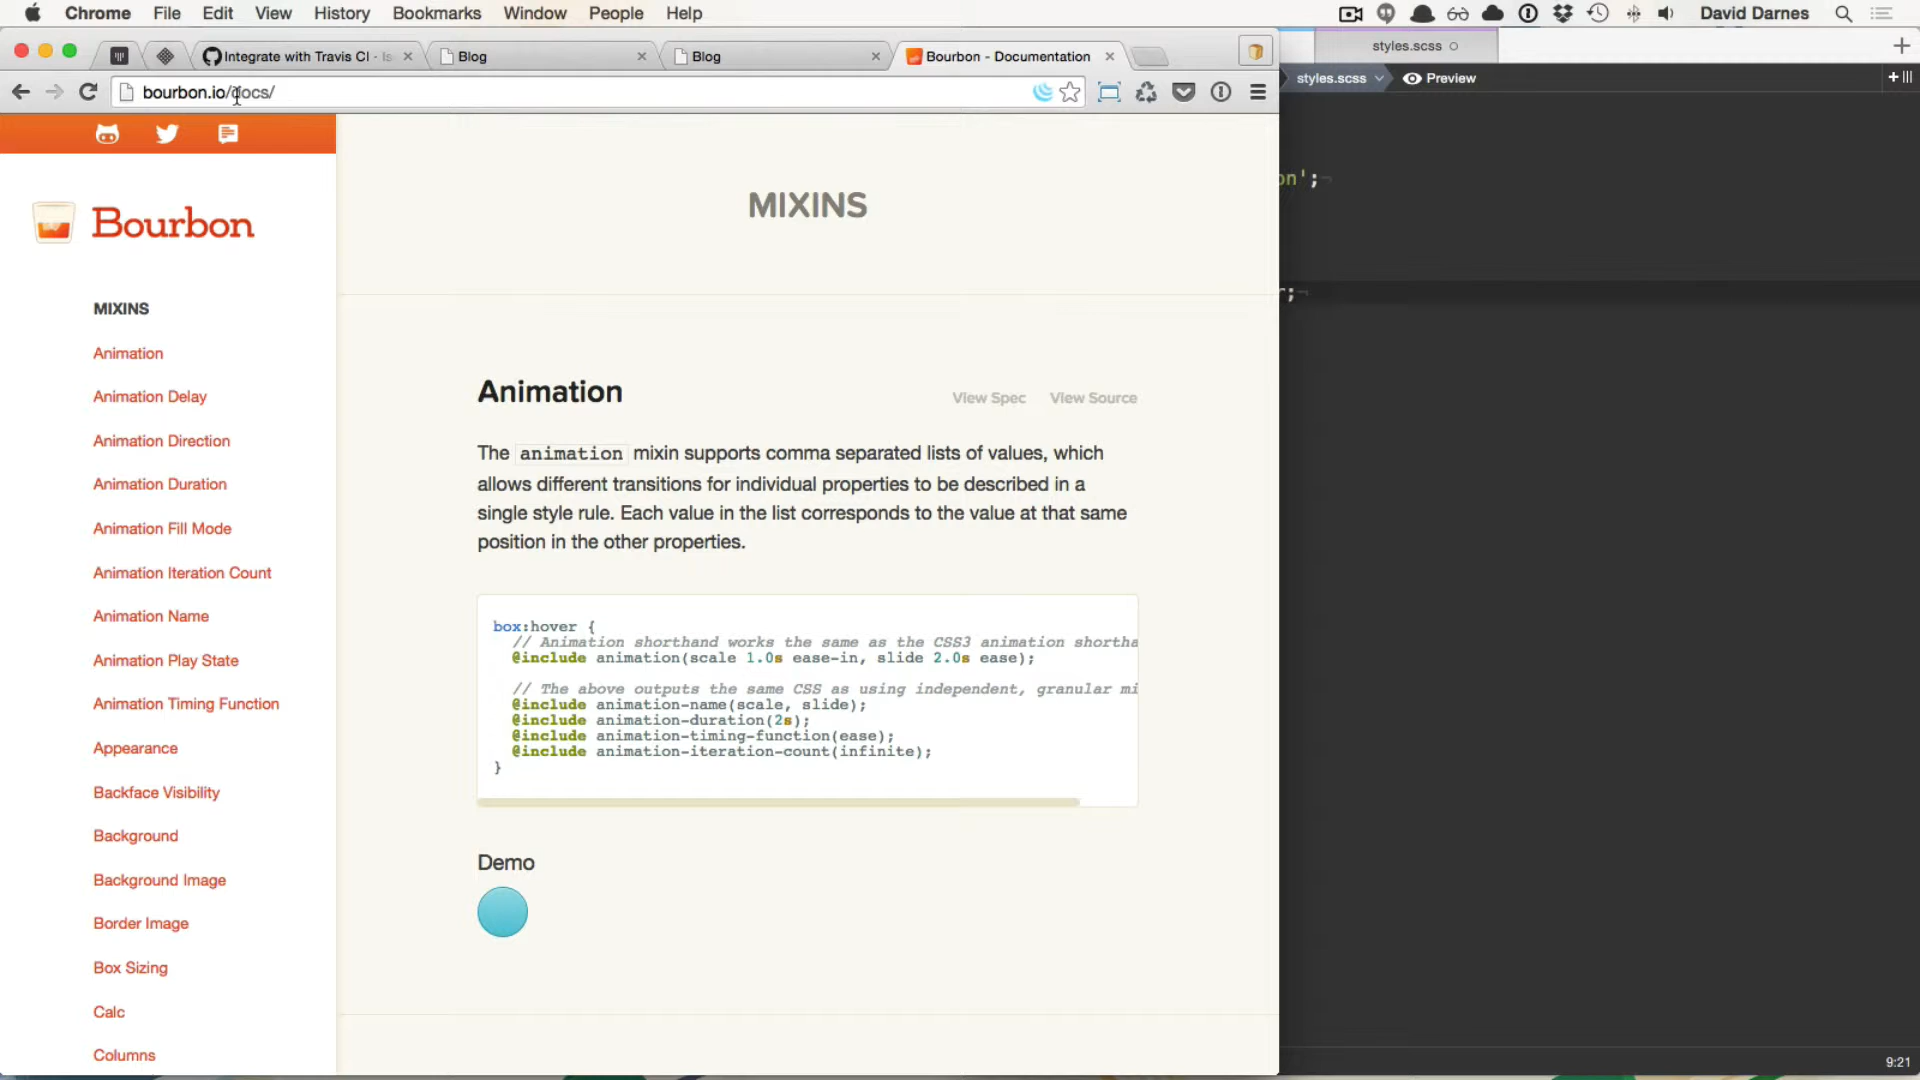 Chrome File Edit View History Bookmarks Window People Help David Darnes
Integrate with Travis CI · Is
Blog
Blog
Bourbon - Documentation
styles.scss
bourbon.io/docs/
styles.scss
Preview
on';¬
r;¬
Bourbon
MIXINS
Animation
Animation Delay
Animation Direction
Animation Duration
Animation Fill Mode
Animation Iteration Count
Animation Name
Animation Play State
Animation Timing Function
Appearance
Backface Visibility
Background
Background Image
Border Image
Box Sizing
Calc
Columns
MIXINS
Animation
View Spec View Source
The animation mixin supports comma separated lists of values, which
allows different transitions for individual properties to be described in a
single style rule. Each value in the list corresponds to the value at that same
position in the other properties.
box:hover {
// Animation shorthand works the same as the CSS3 animation shortha
@include animation(scale 1.0s ease-in, slide 2.0s ease);
// The above outputs the same CSS as using independent, granular mi
@include animation-name(scale, slide);
@include animation-duration(2s);
@include animation-timing-function(ease);
@include animation-iteration-count(infinite);
}
Demo
9:21